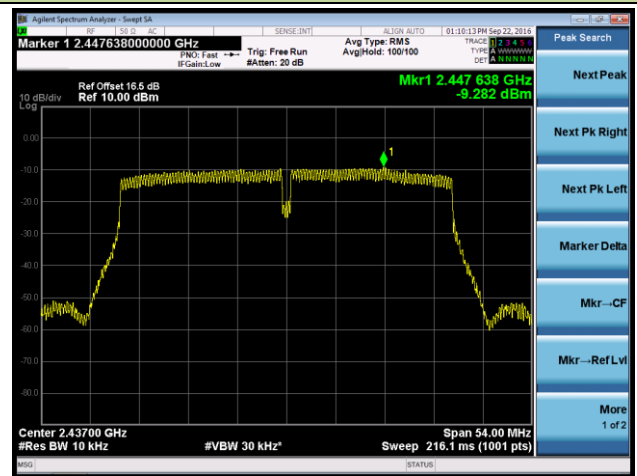 Agilent Spectrum Analyzer - Swept SA
RF 50 Ω AC SENSE:INT ALIGN AUTO 01:10:13 PM Sep 22, 2016
Marker 1 2.447638000000 GHz
PNO: Fast
IFGain:Low
Trig: Free Run
#Atten: 20 dB
Avg Type: RMS
Avg|Hold: 100/100
TRACE 1 2 3 4 5 6
TYPE A WWWWW
DET A NNNNN
Ref Offset 16.5 dB
10 dB/div Ref 10.00 dBm
Log
Mkr1 2.447 638 GHz
-9.282 dBm
1
0.00
-10.0
-20.0
-30.0
-40.0
-50.0
-60.0
-70.0
-80.0
Center 2.43700 GHz
#Res BW 10 kHz
#VBW 30 kHz*
Span 54.00 MHz
Sweep 216.1 ms (1001 pts)
MSG
STATUS
Peak Search
Next Peak
Next Pk Right
Next Pk Left
Marker Delta
Mkr→CF
Mkr→Ref Lvl
More
1 of 2